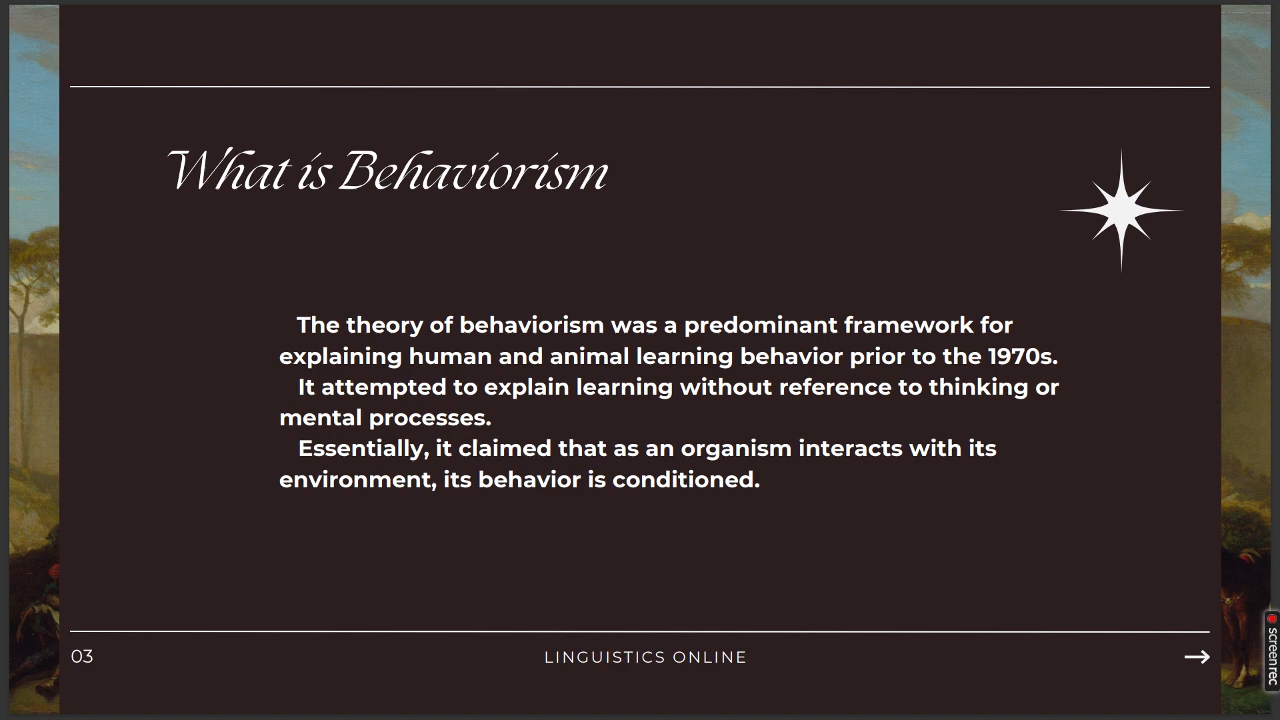 What is Behaviorism
The theory of behaviorism was a predominant framework for
explaining human and animal learning behavior prior to the 1970s.
It attempted to explain learning without reference to thinking or
mental processes.
Essentially, it claimed that as an organism interacts with its
environment, its behavior is conditioned.
03
LINGUISTICS ONLINE
screenrec